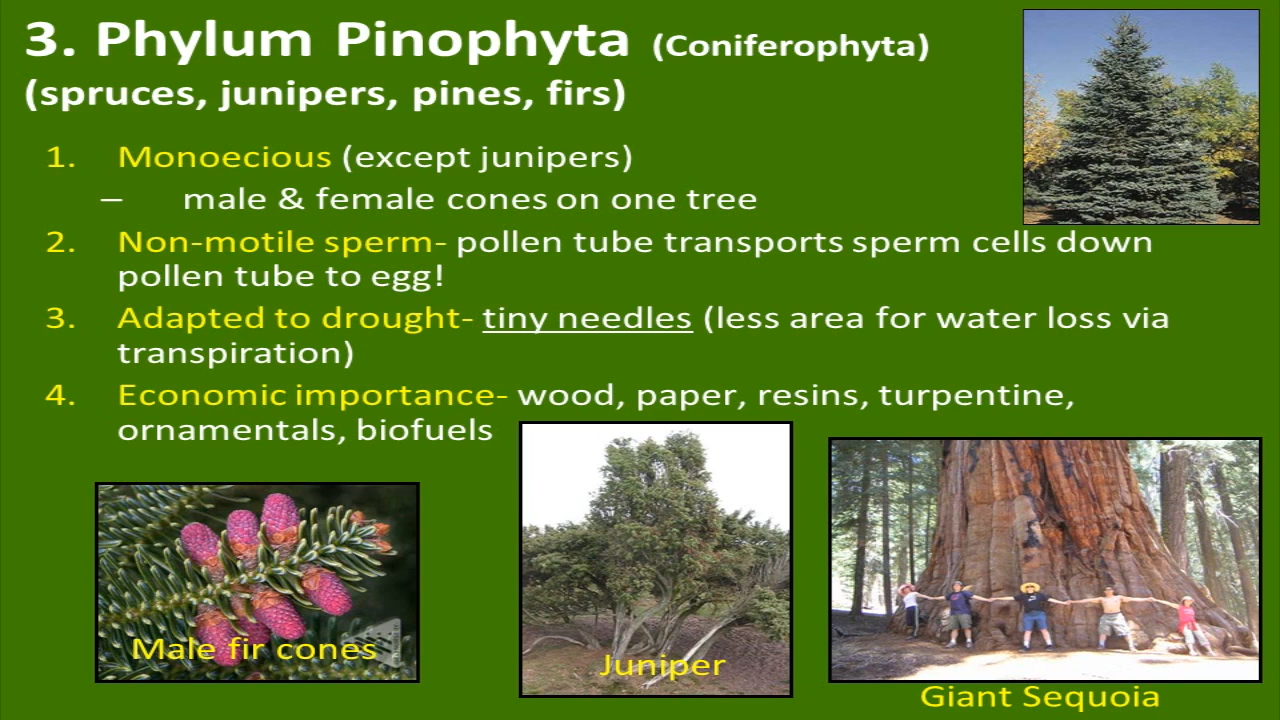 3. Phylum Pinophyta (Coniferophyta)
(spruces, junipers, pines, firs)
1. Monoecious (except junipers)
– male & female cones on one tree
2. Non-motile sperm- pollen tube transports sperm cells down
pollen tube to egg!
3. Adapted to drought- tiny needles (less area for water loss via
transpiration)
4. Economic importance- wood, paper, resins, turpentine,
ornamentals, biofuels
Male fir cones
Juniper
Giant Sequoia